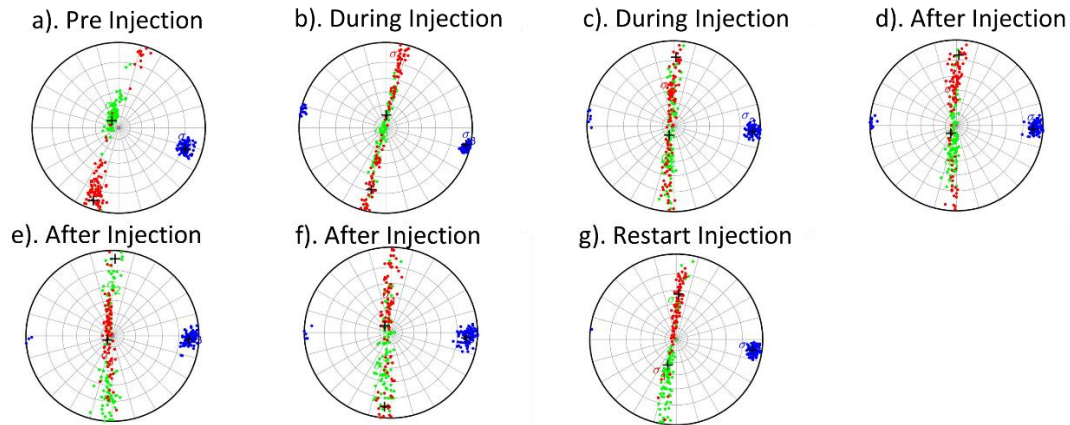 a). Pre Injection
b). During Injection
c). During Injection
d). After Injection
e). After Injection
f). After Injection
g). Restart Injection